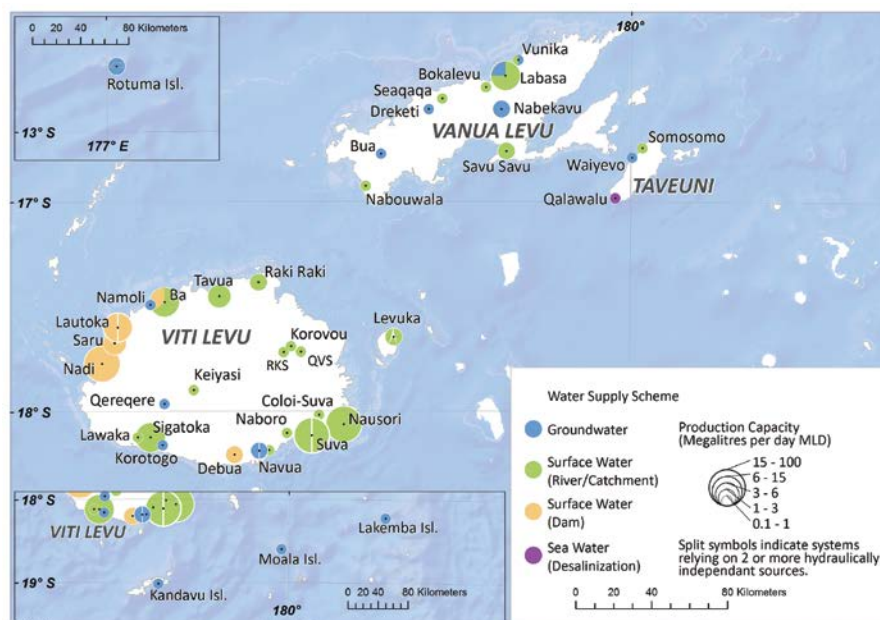 0 20 40 60 80 Kilometers
Rotuma Isl.
13° S
177° E
180°
Vunika
Bokalevu
Labasa
Seaqaqa
Dreketi
Nabekavu
VANUA LEVU
Bua
Savu Savu
Somosomo
Waiyevo
TAVEUNI
Nabouwala
Qalawalu
17° S
Raki Raki
Tavua
Namoli
Ba
Lautoka
Saru
VITI LEVU
Levuka
Korovou
RKS
QVS
Nadi
Keiyasi
Qereqere
Coloi-Suva
18° S
Naboro
Nausori
Lawaka
Sigatoka
Suva
Korotogo
Debua
Navua
Water Supply Scheme
Groundwater
Surface Water
(River/Catchment)
Surface Water
(Dam)
Sea Water
(Desalinization)
Production Capacity
(Megalitres per day MLD)
15 - 100
6 - 15
3 - 6
1 - 3
0.1 - 1
Split symbols indicate systems
relying on 2 or more hydraulically
independant sources.
0 20 40 60 80 Kilometers
18° S
VITI LEVU
Lakemba Isl.
Moala Isl.
19° S
Kandavu Isl.
180°
0 20 40 60 80 Kilometers